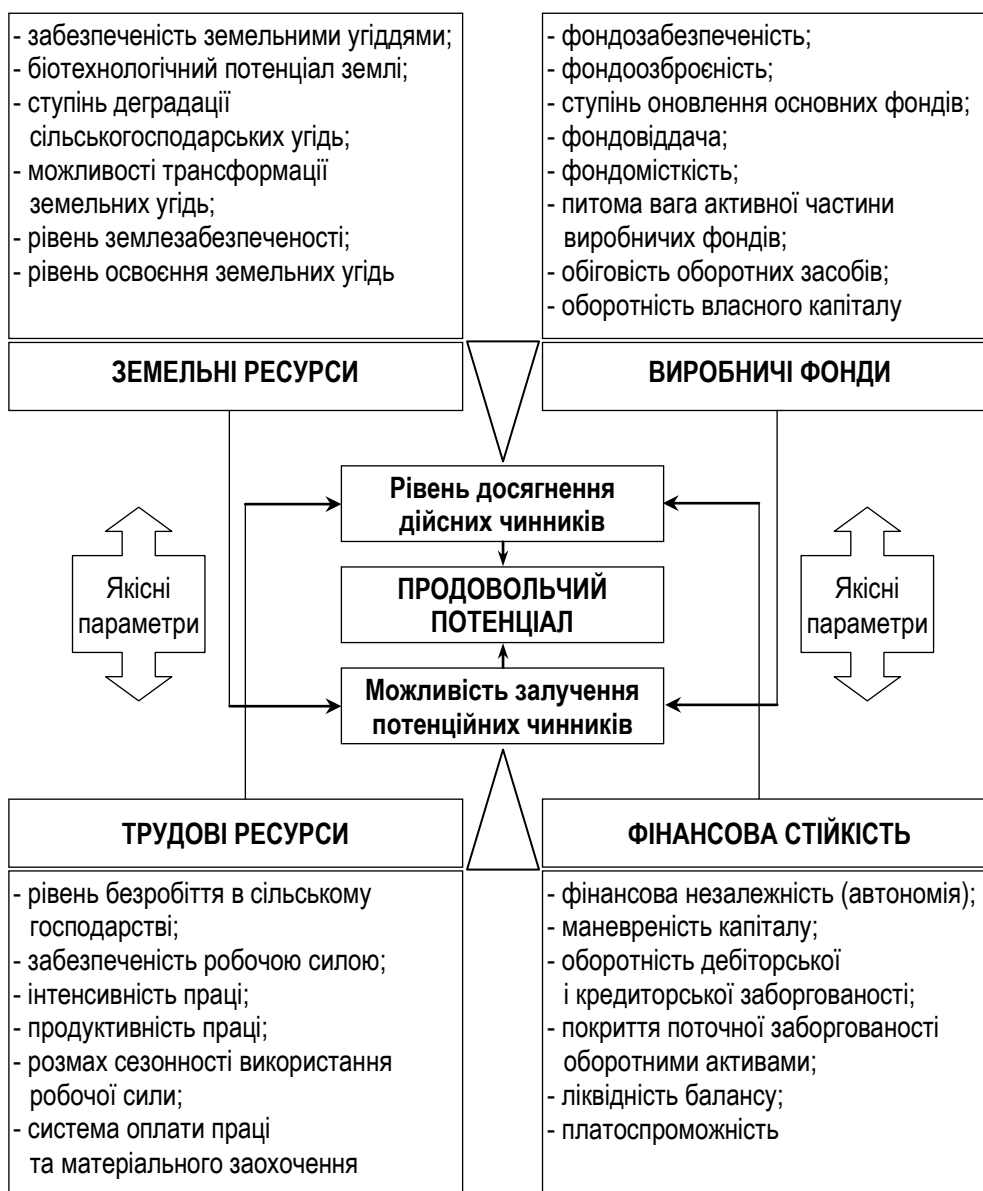 - забезпеченість земельними угіддями;
- біотехнологічний потенціал землі;
- ступінь деградації
сільськогосподарських угідь;
- можливості трансформації
земельних угідь;
- рівень землезабезпеченості;
- рівень освоєння земельних угідь
ЗЕМЕЛЬНІ РЕСУРСИ
- фондозабезпеченість;
- фондоозброєність;
- ступінь оновлення основних фондів;
- фондовіддача;
- фондомісткість;
- питома вага активної частини
виробничих фондів;
- обіговість оборотних засобів;
- оборотність власного капіталу
ВИРОБНИЧІ ФОНДИ
Рівень досягнення
дійсних чинників
Якісні
параметри
ПРОДОВОЛЬЧИЙ
ПОТЕНЦІАЛ
Якісні
параметри
Можливість залучення
потенційних чинників
ТРУДОВІ РЕСУРСИ
- рівень безробіття в сільському
господарстві;
- забезпеченість робочою силою;
- інтенсивність праці;
- продуктивність праці;
- розмах сезонності використання
робочої сили;
- система оплати праці
та матеріального заохочення
ФІНАНСОВА СТІЙКІСТЬ
- фінансова незалежність (автономія);
- маневреність капіталу;
- оборотність дебіторської
і кредиторської заборгованості;
- покриття поточної заборгованості
оборотними активами;
- ліквідність балансу;
- платоспроможність